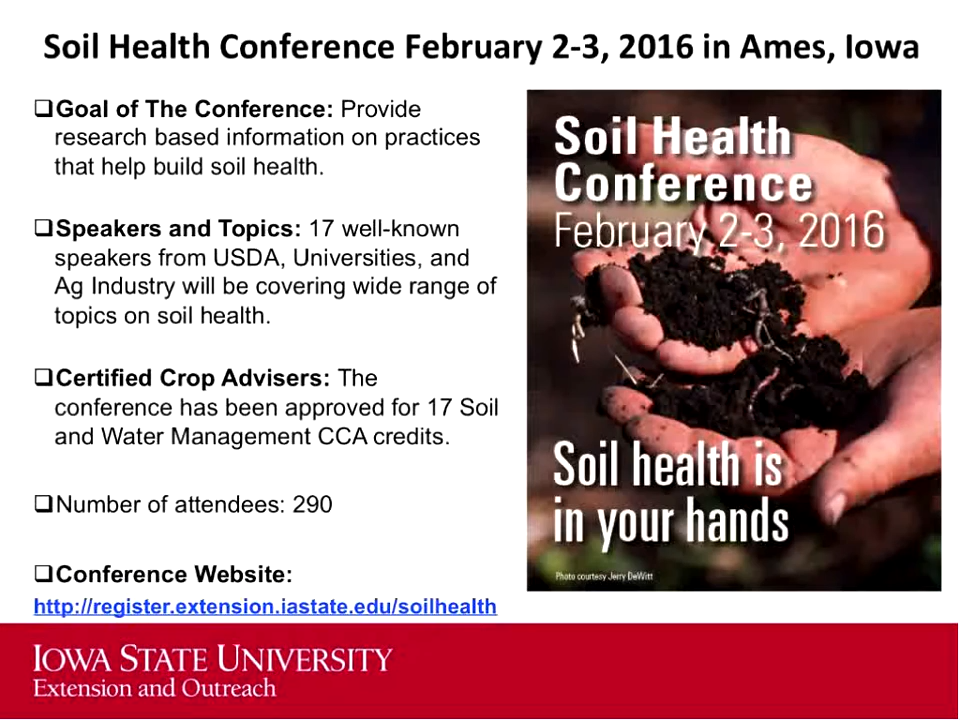 Soil Health Conference February 2-3, 2016 in Ames, Iowa
❑Goal of The Conference: Provide
research based information on practices
that help build soil health.
❑Speakers and Topics: 17 well-known
speakers from USDA, Universities, and
Ag Industry will be covering wide range of
topics on soil health.
❑Certified Crop Advisers: The
conference has been approved for 17 Soil
and Water Management CCA credits.
❑Number of attendees: 290
❑Conference Website:
http://register.extension.iastate.edu/soilhealth
Soil Health
Conference
February 2-3, 2016
Soil health is
in your hands
Photo courtesy Jerry DeWitt
IOWA STATE UNIVERSITY
Extension and Outreach